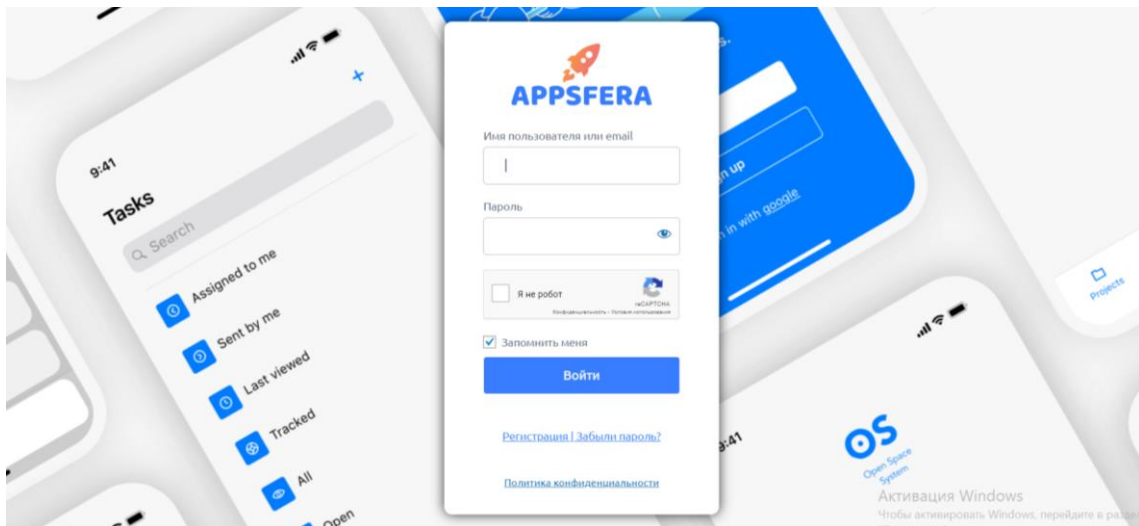 9:41
Tasks
Search
Assigned to me
Sent by me
Last viewed
Tracked
All
Open
APPSFERA
Имя пользователя или email
Пароль
Я не робот
reCAPTCHA
Конфиденциальность - Условия использования
Запомнить меня
Войти
Регистрация | Забыли пароль?
Политика конфиденциальности
s.
n up
in with google
Projects
9:41
OS
Open Space
System
Активация Windows
Чтобы активировать Windows, перейдите в